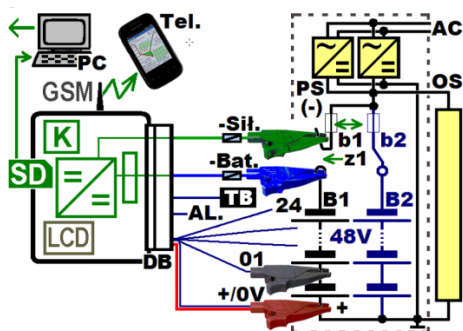 Tel.
PC
GSM
AC
PS
(-)
OS
K
-Sił.
b1
b2
z1
SD
-Bat.
TB
AL.
24
B1
B2
48V
LCD
DB
01
+/0V
+